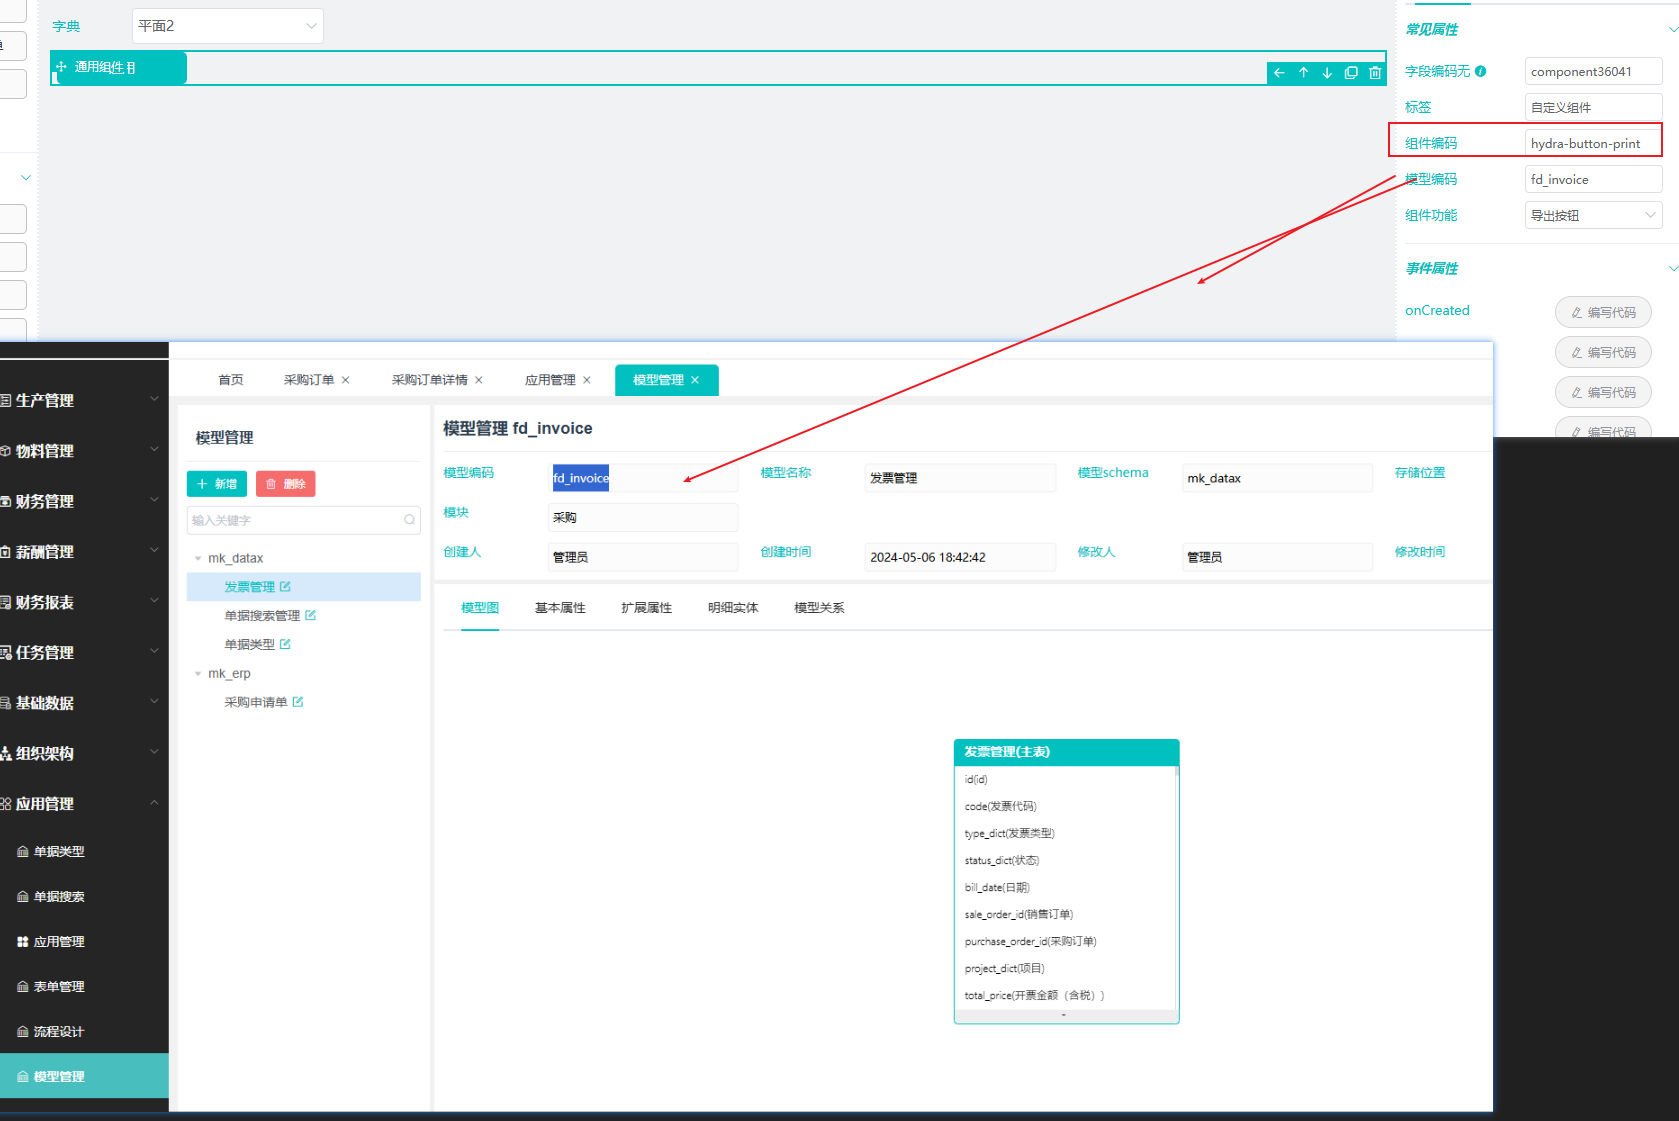 字典
平面2
通用组件
常见属性
字段编码无
component36041
标签
自定义组件
组件编码
hydra-button-print
模型编码
fd_invoice
组件功能
导出按钮
事件属性
onCreated
编写代码
编写代码
编写代码
编写代码
首页
采购订单
采购订单详情
应用管理
模型管理
生产管理
物料管理
财务管理
薪酬管理
财务报表
任务管理
基础数据
组织架构
应用管理
单据类型
单据搜索
应用管理
表单管理
流程设计
模型管理
模型管理
新增
删除
输入关键字
mk_datax
发票管理
单据搜索管理
单据类型
mk_erp
采购申请单
模型管理 fd_invoice
模型编码
fd_invoice
模型名称
发票管理
模型schema
mk_datax
存储位置
模块
采购
创建人
管理员
创建时间
2024-05-06 18:42:42
修改人
管理员
修改时间
模型图
基本属性
扩展属性
明细实体
模型关系
发票管理(主表)
id(id)
code(发票代码)
type_dict(发票类型)
status_dict(状态)
bill_date(日期)
sale_order_id(销售订单)
purchase_order_id(采购订单)
project_dict(项目)
total_price(开票金额（含税）)